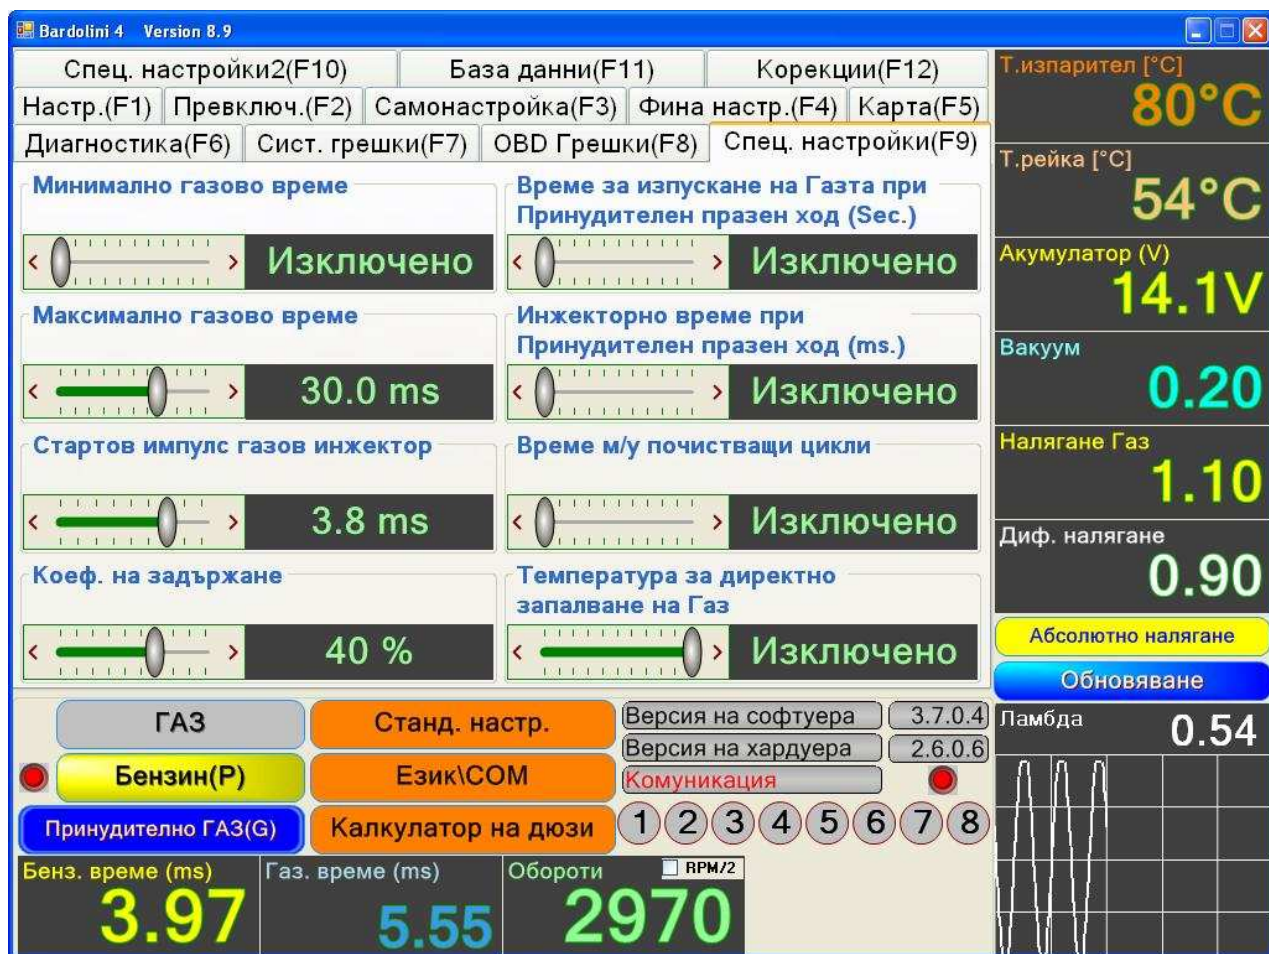 Bardolini 4 Version 8.9
Спец. настройки2(F10)
База данни(F11)
Корекции(F12)
Настр.(F1)
Превключ.(F2)
Самонастройка(F3)
Фина настр.(F4)
Карта(F5)
Диагностика(F6)
Сист. грешки(F7)
OBD Грешки(F8)
Спец. настройки(F9)
Минимално газово време
Изключено
Време за изпускане на Газта при
Принудителен празен ход (Sec.)
Изключено
Максимално газово време
30.0 ms
Инжекторно време при
Принудителен празен ход (ms.)
Изключено
Стартов импулс газов инжектор
3.8 ms
Време м/у почистващи цикли
Изключено
Коеф. на задържане
40 %
Температура за директно
запалване на Газ
Изключено
Т.изпарител [°C]
80°C
Т.рейка [°C]
54°C
Акумулатор (V)
14.1V
Вакуум
0.20
Налягане Газ
1.10
Диф. налягане
0.90
Абсолютно налягане
Обновяване
Ламбда
0.54
ГАЗ
Станд. настр.
Версия на софтуера
3.7.0.4
Версия на хардуера
2.6.0.6
Бензин(P)
Език\COM
Комуникация
Принудително ГАЗ(G)
Калкулатор на дюзи
1 2 3 4 5 6 7 8
Бенз. време (ms)
3.97
Газ. време (ms)
5.55
Обороти
RPM/2
2970